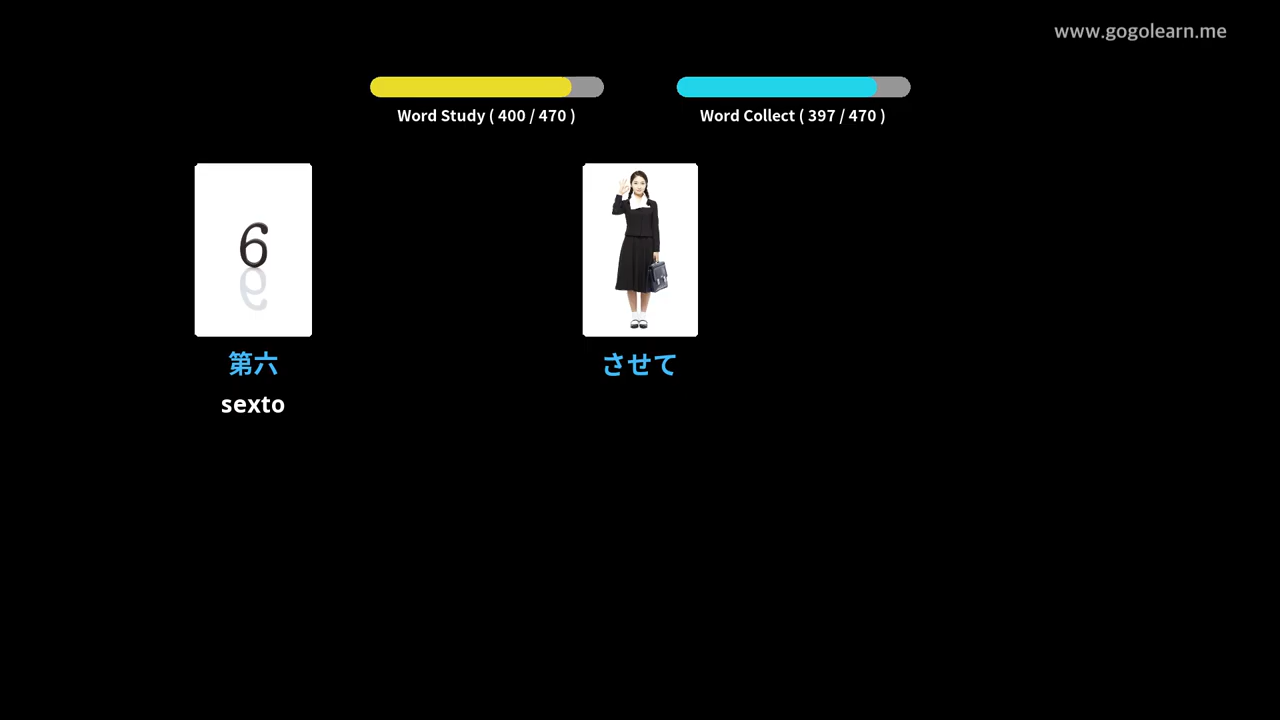 www.gogolearn.me
Word Study ( 400 / 470 )
Word Collect ( 397 / 470 )
6
第六
sexto
させて